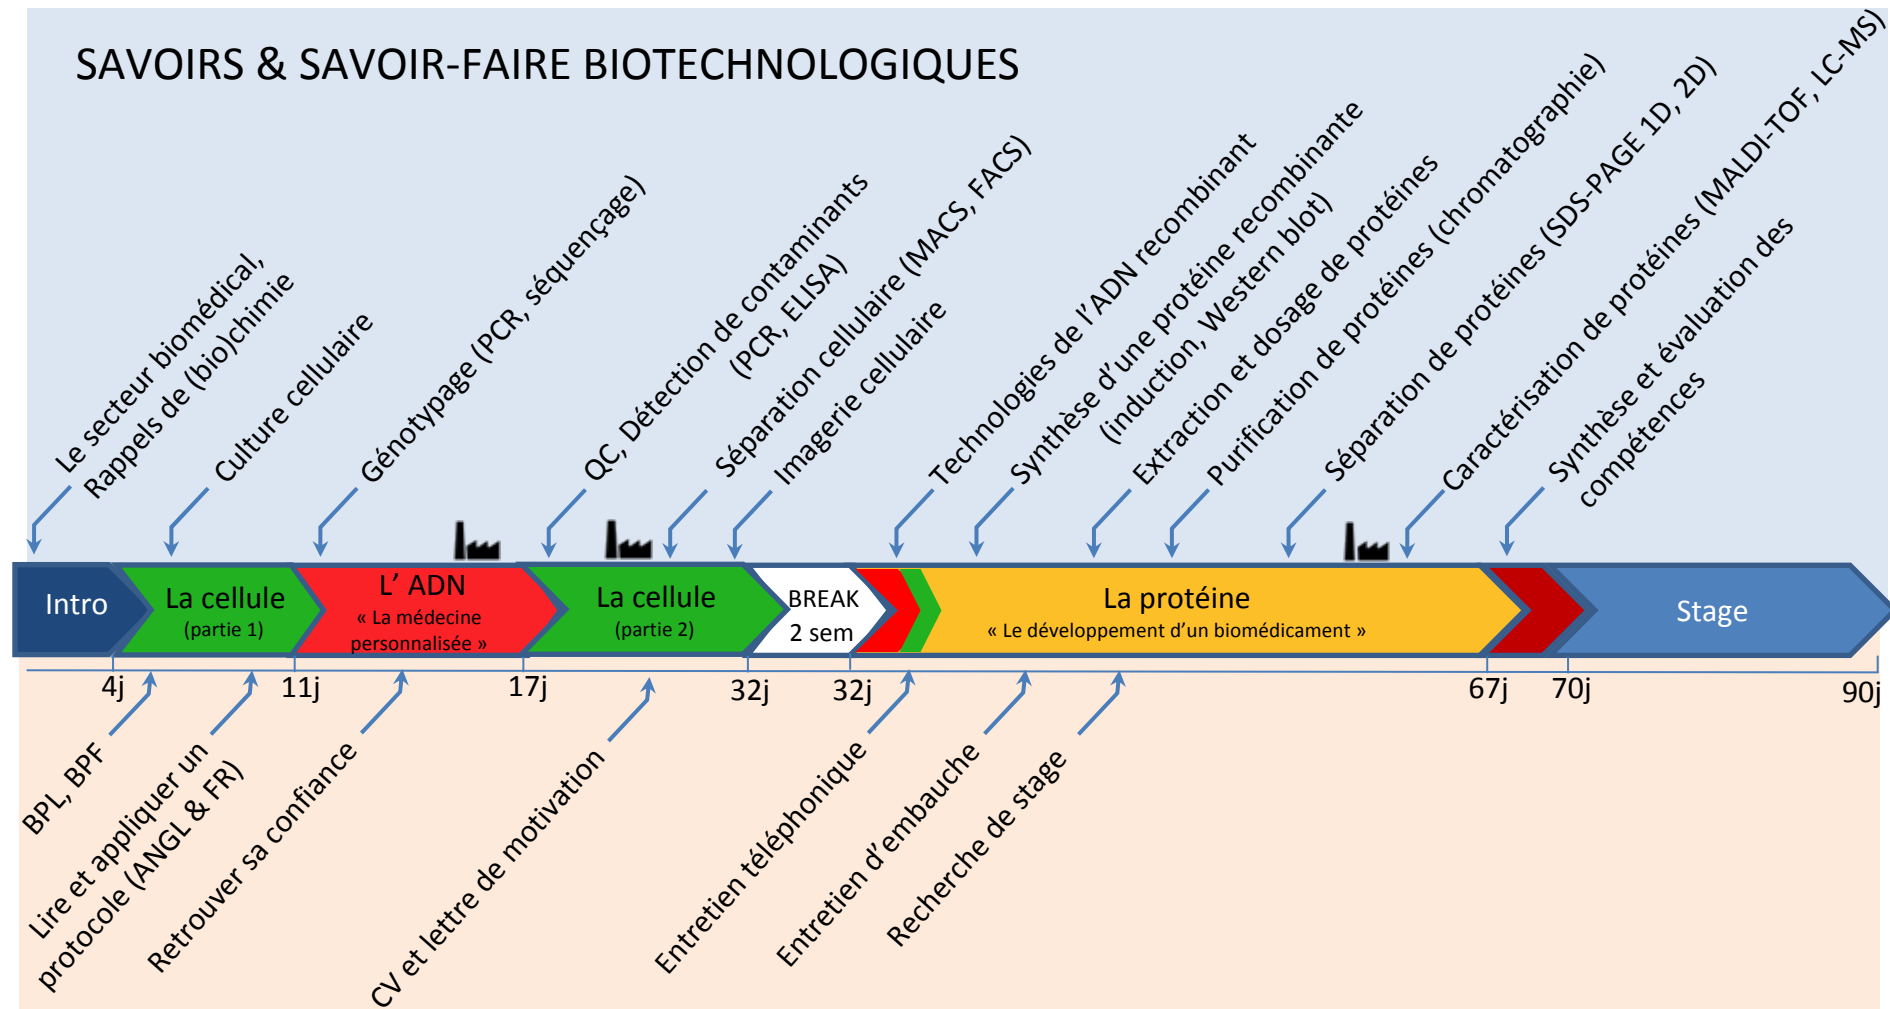 SAVOIRS & SAVOIR-FAIRE BIOTECHNOLOGIQUES
Le secteur biomédical,
Rappels de (bio)chimie
Culture cellulaire
Génotypage (PCR, séquençage)
QC, Détection de contaminants
(PCR, ELISA)
Séparation cellulaire (MACS, FACS)
Imagerie cellulaire
Technologies de l’ADN recombinant
Synthèse d’une protéine recombinante
(induction, Western blot)
Extraction et dosage de protéines
Purification de protéines (chromatographie)
Séparation de protéines (SDS-PAGE 1D, 2D)
Caractérisation de protéines (MALDI-TOF, LC-MS)
Synthèse et évaluation des
compétences
Intro
La cellule
(partie 1)
L’ ADN
« La médecine
personnalisée »
La cellule
(partie 2)
BREAK
2 sem
La protéine
« Le développement d’un biomédicament »
Stage
4j
11j
17j
32j
32j
67j
70j
90j
BPL, BPF
Lire et appliquer un
protocole (ANGL & FR)
Retrouver sa confiance
CV et lettre de motivation
Entretien téléphonique
Entretien d’embauche
Recherche de stage